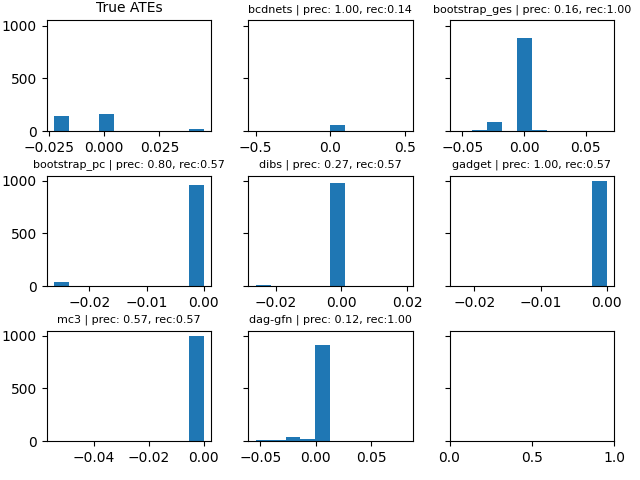 True ATEs
bcdnets | prec: 1.00, rec:0.14
bootstrap_ges | prec: 0.16, rec:1.00
1000
500
0
−0.025 0.000 0.025
−0.5 0.0 0.5
−0.05 0.00 0.05
bootstrap_pc | prec: 0.80, rec:0.57
dibs | prec: 0.27, rec:0.57
gadget | prec: 1.00, rec:0.57
1000
500
0
−0.02 −0.01 0.00
−0.02 0.00 0.02
−0.02 −0.01 0.00
mc3 | prec: 0.57, rec:0.57
dag-gfn | prec: 0.12, rec:1.00
1000
500
0
−0.04 −0.02 0.00
−0.05 0.00 0.05
0.0 0.5 1.0